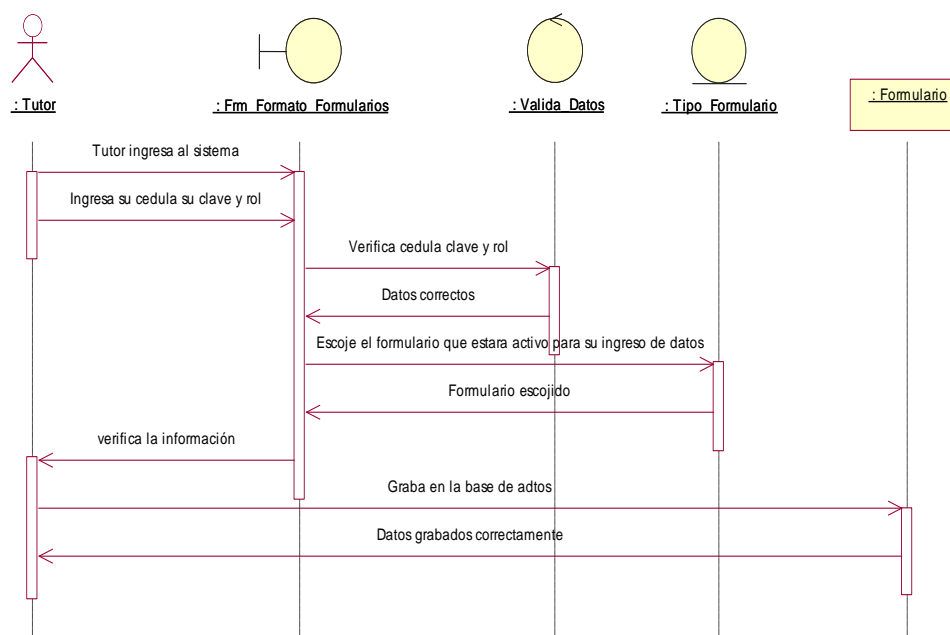 : Tutor
: Frm_Formato_Formularios
: Valida_Datos
: Tipo_Formulario
: Formulario
Tutor ingresa al sistema
Ingresa su cedula su clave y rol
Verifica cedula clave y rol
Datos correctos
Escoje el formulario que estara activo para su ingreso de datos
Formulario escojido
verifica la información
Graba en la base de adtos
Datos grabados correctamente